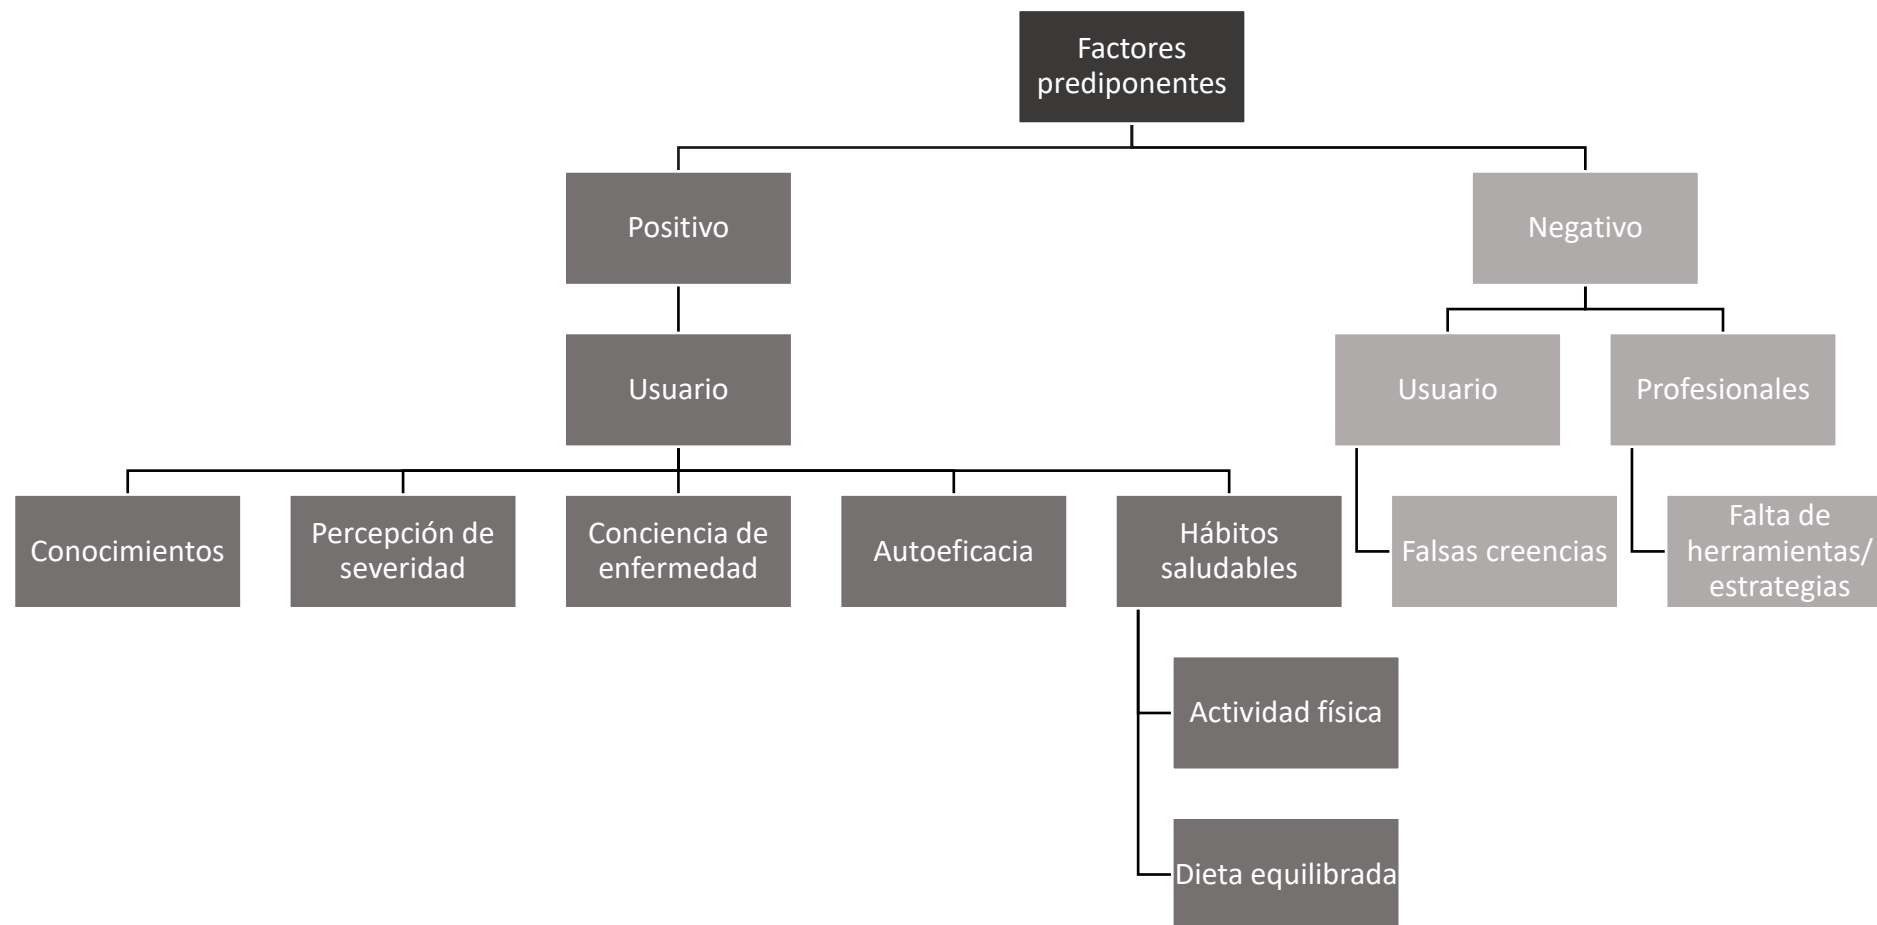 Factores
prediponentes
Positivo
Negativo
Usuario
Usuario
Profesionales
Conocimientos
Percepción de
severidad
Conciencia de
enfermedad
Autoeficacia
Hábitos
saludables
Falsas creencias
Falta de
herramientas/
estrategias
Actividad física
Dieta equilibrada